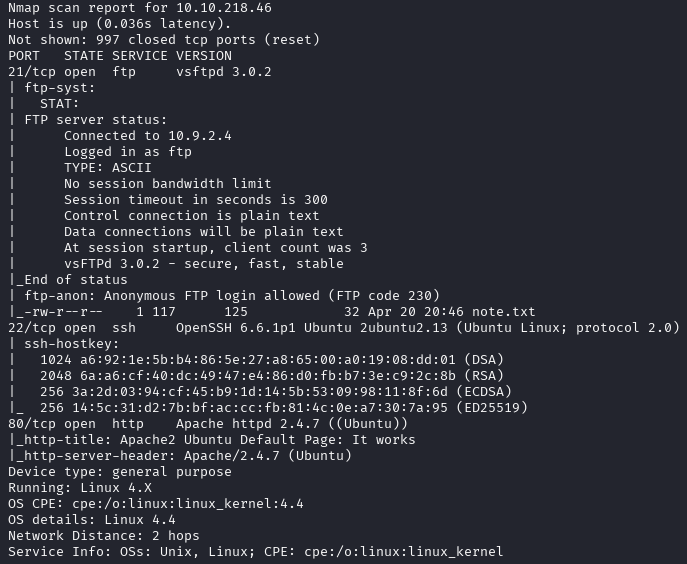 Nmap scan report for 10.10.218.46
Host is up (0.036s latency).
Not shown: 997 closed tcp ports (reset)
PORT   STATE SERVICE VERSION
21/tcp open  ftp     vsftpd 3.0.2
| ftp-syst:
|   STAT:
| FTP server status:
|      Connected to 10.9.2.4
|      Logged in as ftp
|      TYPE: ASCII
|      No session bandwidth limit
|      Session timeout in seconds is 300
|      Control connection is plain text
|      Data connections will be plain text
|      At session startup, client count was 3
|      vsFTPd 3.0.2 - secure, fast, stable
|_End of status
| ftp-anon: Anonymous FTP login allowed (FTP code 230)
|_-rw-r--r--    1 117      125            32 Apr 20 20:46 note.txt
22/tcp open  ssh     OpenSSH 6.6.1p1 Ubuntu 2ubuntu2.13 (Ubuntu Linux; protocol 2.0)
| ssh-hostkey:
|   1024 a6:92:1e:5b:b4:86:5e:27:a8:65:00:a0:19:08:dd:01 (DSA)
|   2048 6a:a6:cf:40:dc:49:47:e4:86:d0:fb:b7:3e:c9:2c:8b (RSA)
|   256 3a:2d:03:94:cf:45:b9:1d:14:5b:53:09:98:11:8f:6d (ECDSA)
|_  256 14:5c:31:d2:7b:bf:ac:cc:fb:81:4c:0e:a7:30:7a:95 (ED25519)
80/tcp open  http    Apache httpd 2.4.7 ((Ubuntu))
|_http-title: Apache2 Ubuntu Default Page: It works
|_http-server-header: Apache/2.4.7 (Ubuntu)
Device type: general purpose
Running: Linux 4.X
OS CPE: cpe:/o:linux:linux_kernel:4.4
OS details: Linux 4.4
Network Distance: 2 hops
Service Info: OSs: Unix, Linux; CPE: cpe:/o:linux:linux_kernel